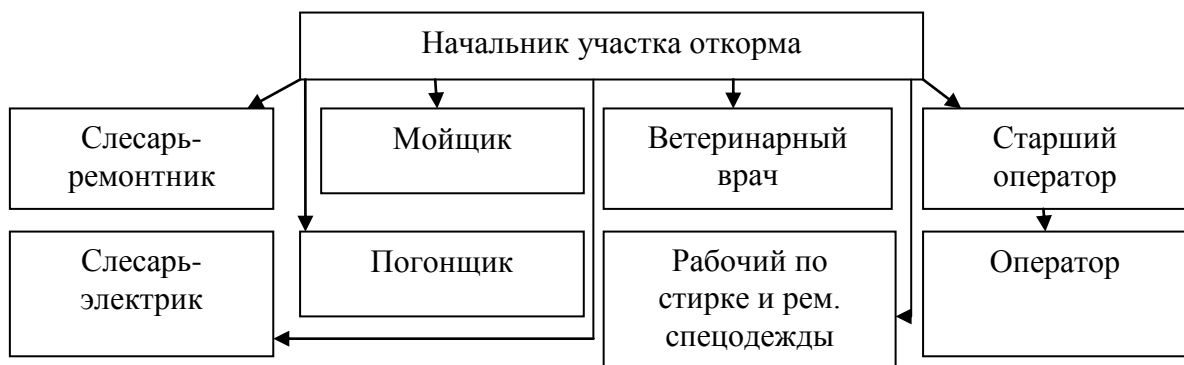 Начальник участка откорма
Слесарь-
ремонтник
Мойщик
Ветеринарный
врач
Старший
оператор
Слесарь-
электрик
Погонщик
Рабочий по
стирке и рем.
спецодежды
Оператор